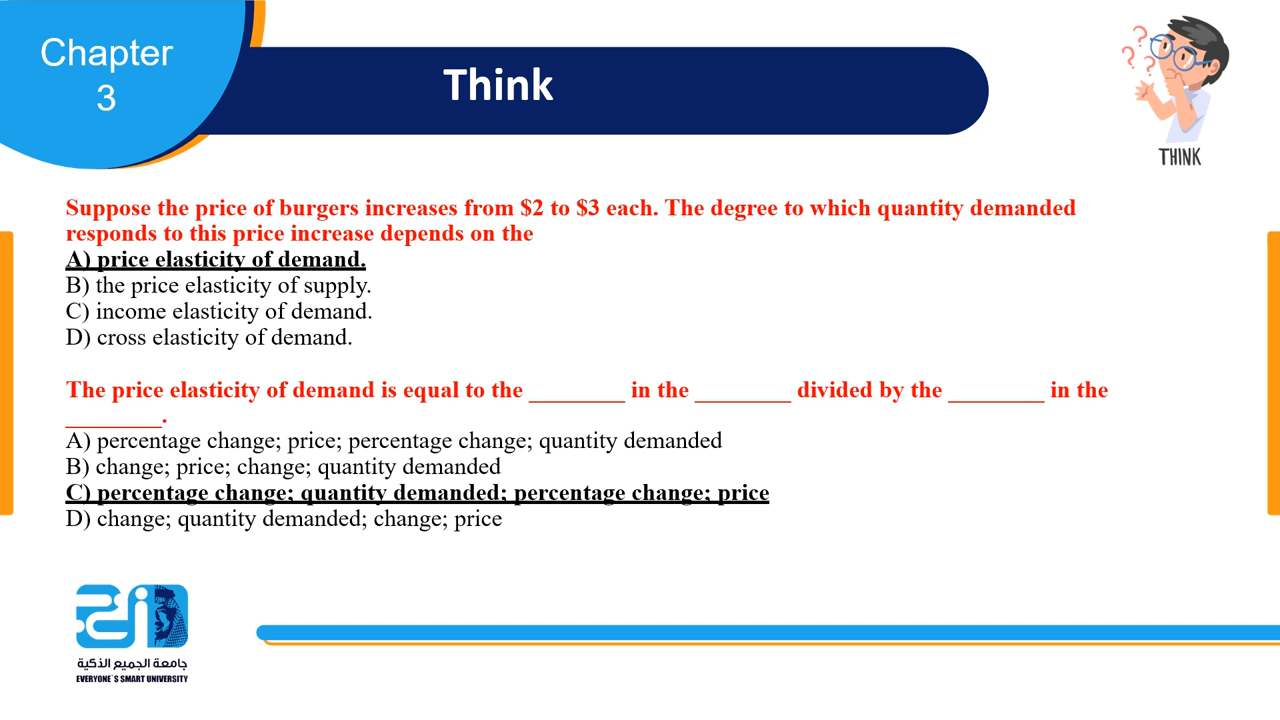 Chapter
3
Think
THINK
Suppose the price of burgers increases from $2 to $3 each. The degree to which quantity demanded
responds to this price increase depends on the
A) price elasticity of demand.
B) the price elasticity of supply.
C) income elasticity of demand.
D) cross elasticity of demand.
The price elasticity of demand is equal to the ________ in the ________ divided by the ________ in the
________.
A) percentage change; price; percentage change; quantity demanded
B) change; price; change; quantity demanded
C) percentage change; quantity demanded; percentage change; price
D) change; quantity demanded; change; price
جامعة الجميع الذكية
EVERYONE`S SMART UNIVERSITY